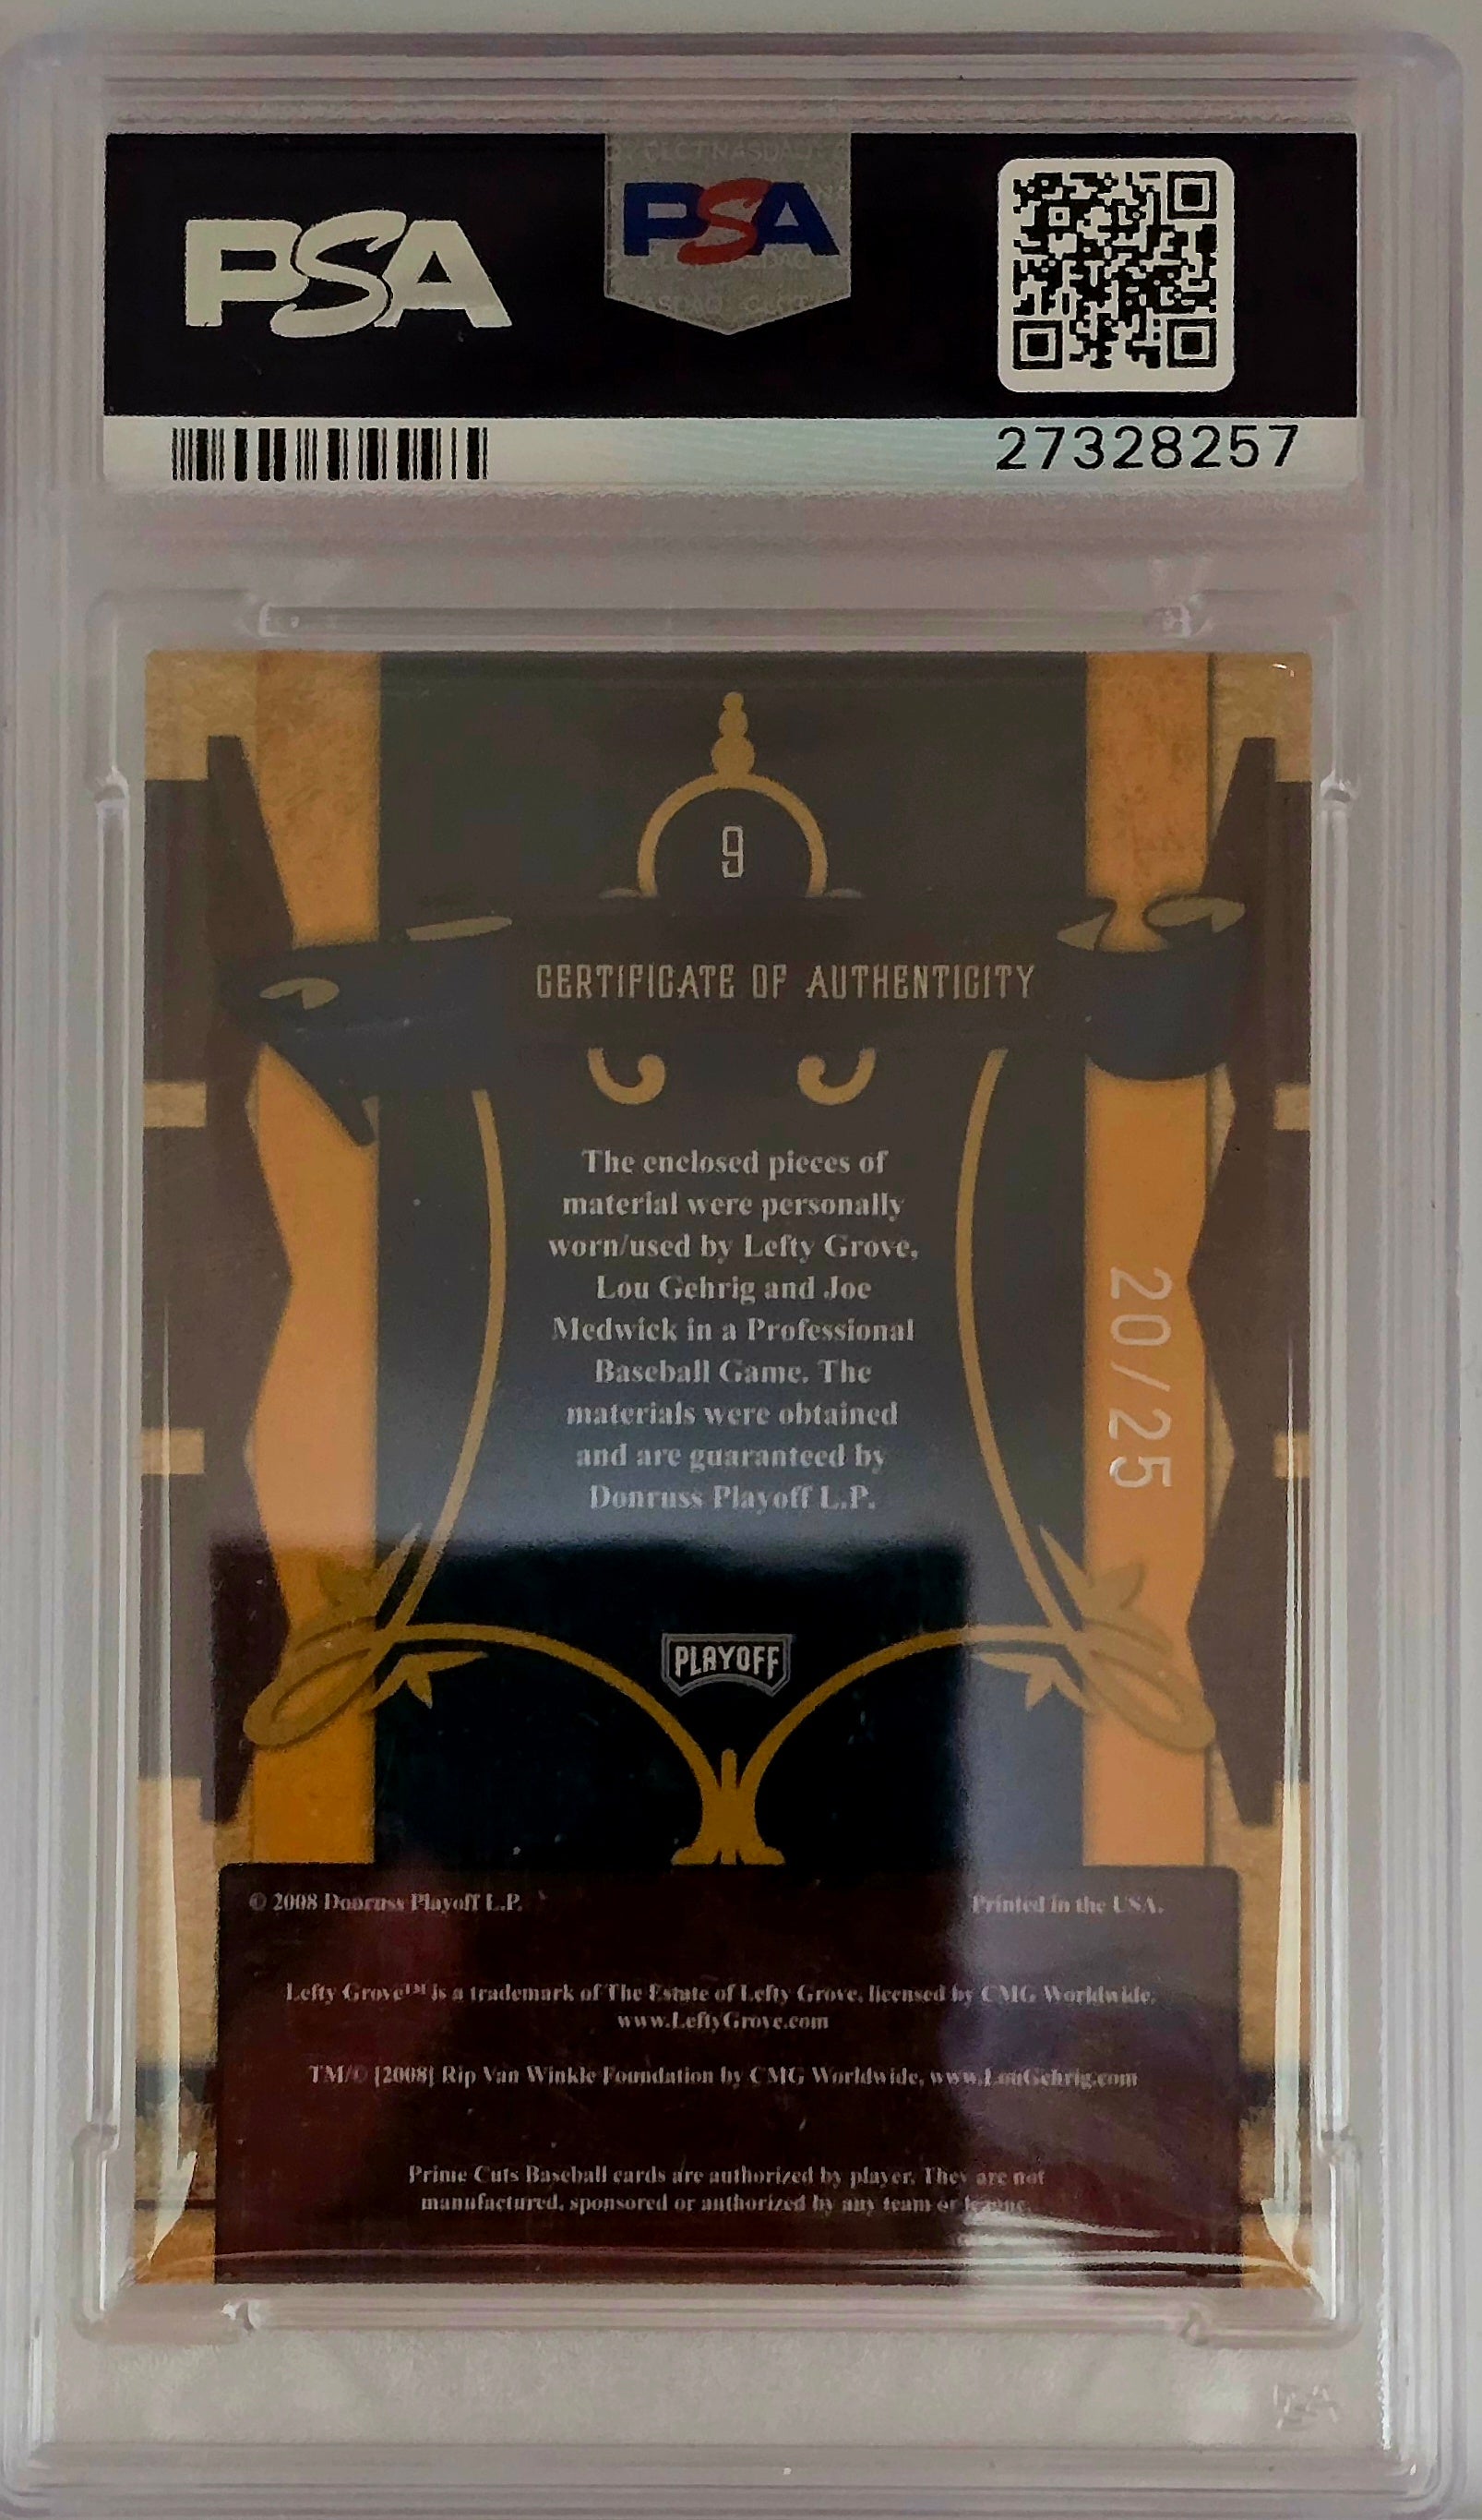 PSA
PSA
27328257
9
CERTIFICATE OF AUTHENTICITY
The enclosed pieces of
material were personally
worn/used by Lefty Grove,
Lou Gehrig and Joe
Medwick in a Professional
Baseball Game. The
materials were obtained
and are guaranteed by
Donruss Playoff L.P.
20/25
PLAYOFF
© 2008 Donruss Playoff L.P.
Printed in the USA.
Lefty Grove™ is a trademark of The Estate of Lefty Grove, licensed by CMG Worldwide.
www.LeftyGrove.com
TM/© [2008] Rip Van Winkle Foundation by CMG Worldwide, www.LouGehrig.com
Prime Cuts Baseball cards are authorized by player. They are not
manufactured, sponsored or authorized by any team or league.
PSA